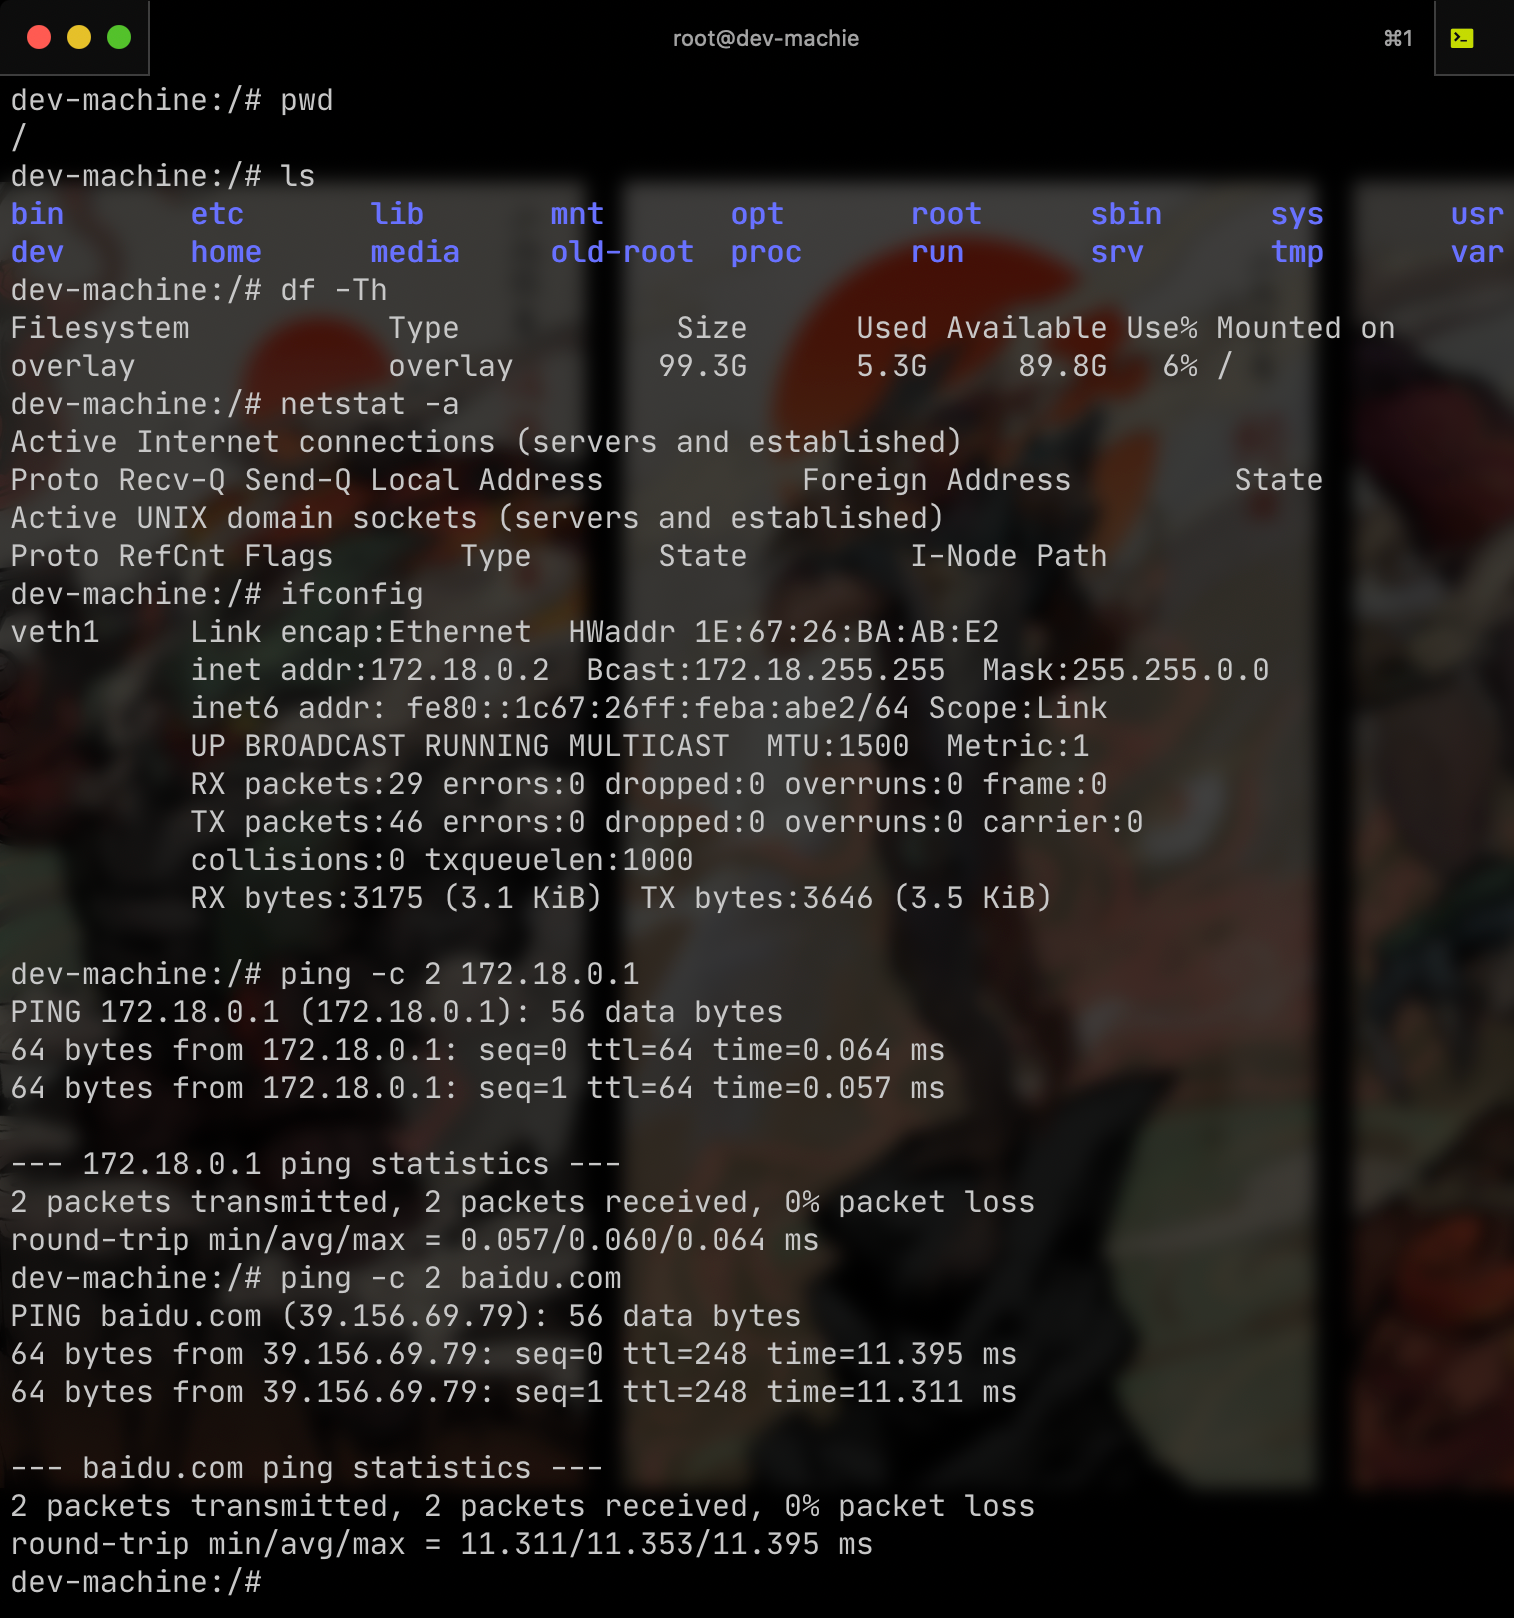 root@dev-machie ⌘1
dev-machine:/# pwd
/
dev-machine:/# ls
bin       etc       lib       mnt       opt       root      sbin      sys       usr
dev       home      media     old-root  proc      run       srv       tmp       var
dev-machine:/# df -Th
Filesystem           Type            Size      Used Available Use% Mounted on
overlay              overlay        99.3G      5.3G     89.8G   6% /
dev-machine:/# netstat -a
Active Internet connections (servers and established)
Proto Recv-Q Send-Q Local Address           Foreign Address         State
Active UNIX domain sockets (servers and established)
Proto RefCnt Flags       Type       State         I-Node Path
dev-machine:/# ifconfig
veth1     Link encap:Ethernet  HWaddr 1E:67:26:BA:AB:E2
          inet addr:172.18.0.2  Bcast:172.18.255.255  Mask:255.255.0.0
          inet6 addr: fe80::1c67:26ff:feba:abe2/64 Scope:Link
          UP BROADCAST RUNNING MULTICAST  MTU:1500  Metric:1
          RX packets:29 errors:0 dropped:0 overruns:0 frame:0
          TX packets:46 errors:0 dropped:0 overruns:0 carrier:0
          collisions:0 txqueuelen:1000
          RX bytes:3175 (3.1 KiB)  TX bytes:3646 (3.5 KiB)
dev-machine:/# ping -c 2 172.18.0.1
PING 172.18.0.1 (172.18.0.1): 56 data bytes
64 bytes from 172.18.0.1: seq=0 ttl=64 time=0.064 ms
64 bytes from 172.18.0.1: seq=1 ttl=64 time=0.057 ms
--- 172.18.0.1 ping statistics ---
2 packets transmitted, 2 packets received, 0% packet loss
round-trip min/avg/max = 0.057/0.060/0.064 ms
dev-machine:/# ping -c 2 baidu.com
PING baidu.com (39.156.69.79): 56 data bytes
64 bytes from 39.156.69.79: seq=0 ttl=248 time=11.395 ms
64 bytes from 39.156.69.79: seq=1 ttl=248 time=11.311 ms
--- baidu.com ping statistics ---
2 packets transmitted, 2 packets received, 0% packet loss
round-trip min/avg/max = 11.311/11.353/11.395 ms
dev-machine:/#